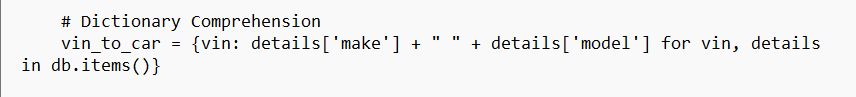 # Dictionary Comprehension
vin_to_car = {vin: details['make'] + " " + details['model'] for vin, details
in db.items()}